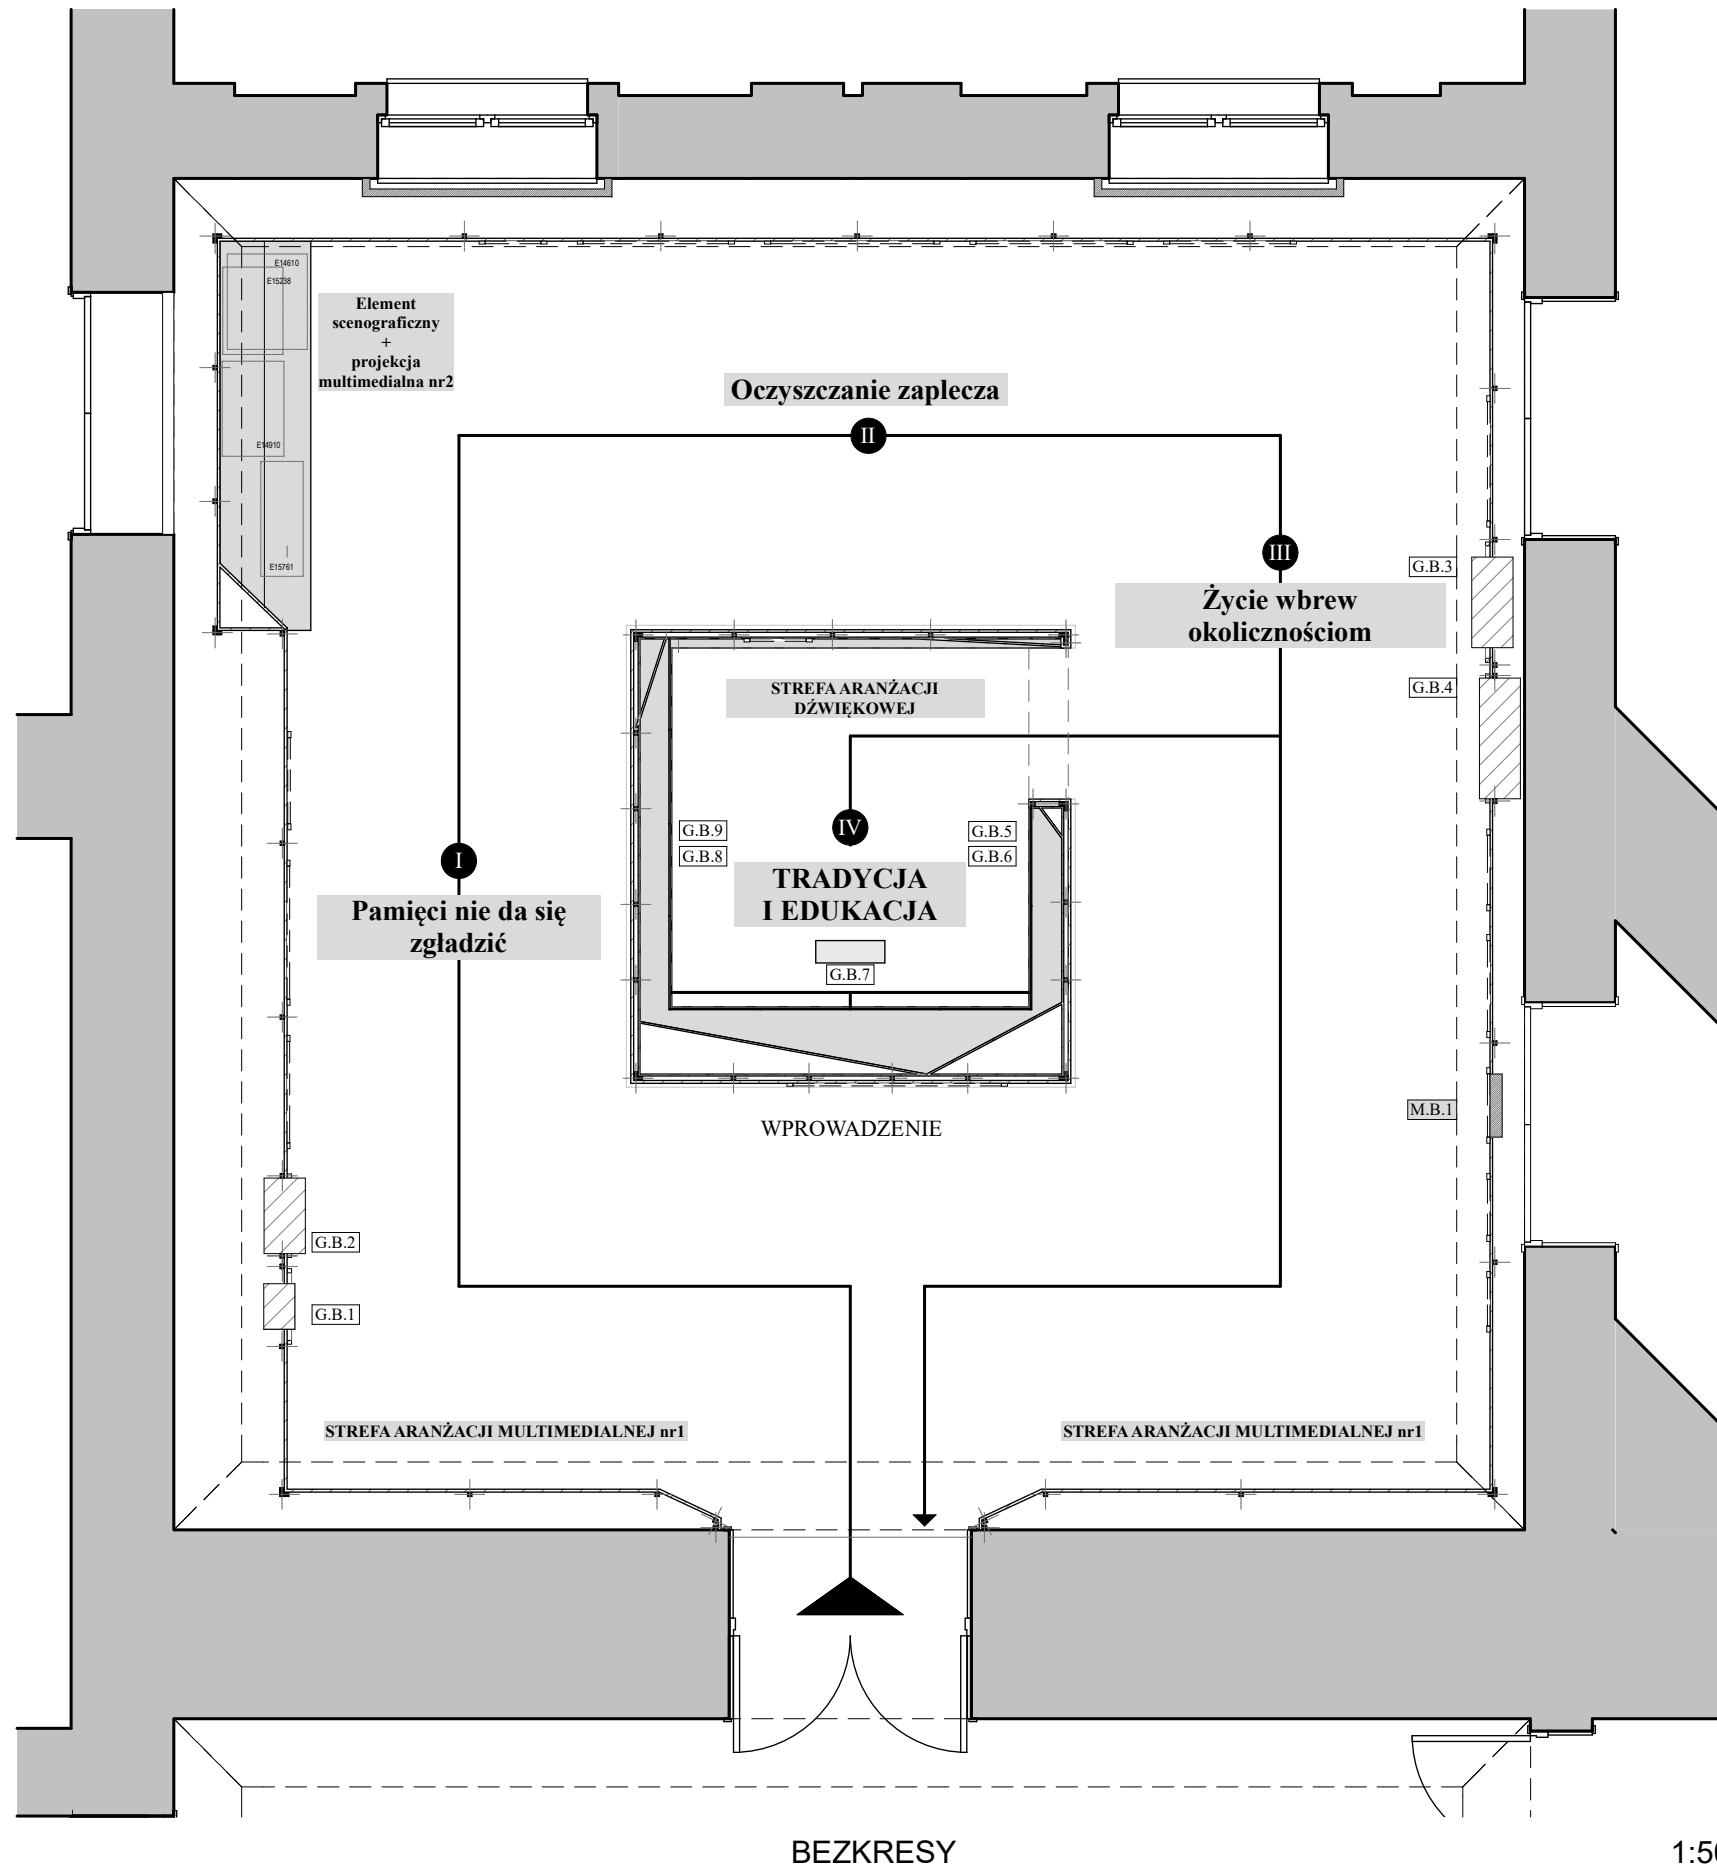 E14610
E15238
Element
scenograficzny
+
projekcja
multimedialna nr2
Oczyszczanie zaplecza
II
E14910
III
G.B.3
E15761
Życie wbrew
okolicznościom
STREFA ARANŻACJI
DŹWIĘKOWEJ
G.B.4
G.B.9
IV
G.B.5
G.B.8
G.B.6
I
TRADYCJA
I EDUKACJA
Pamięci nie da się
zgładzić
G.B.7
M.B.1
WPROWADZENIE
G.B.2
G.B.1
STREFA ARANŻACJI MULTIMEDIALNEJ nr1
STREFA ARANŻACJI MULTIMEDIALNEJ nr1
BEZKRESY